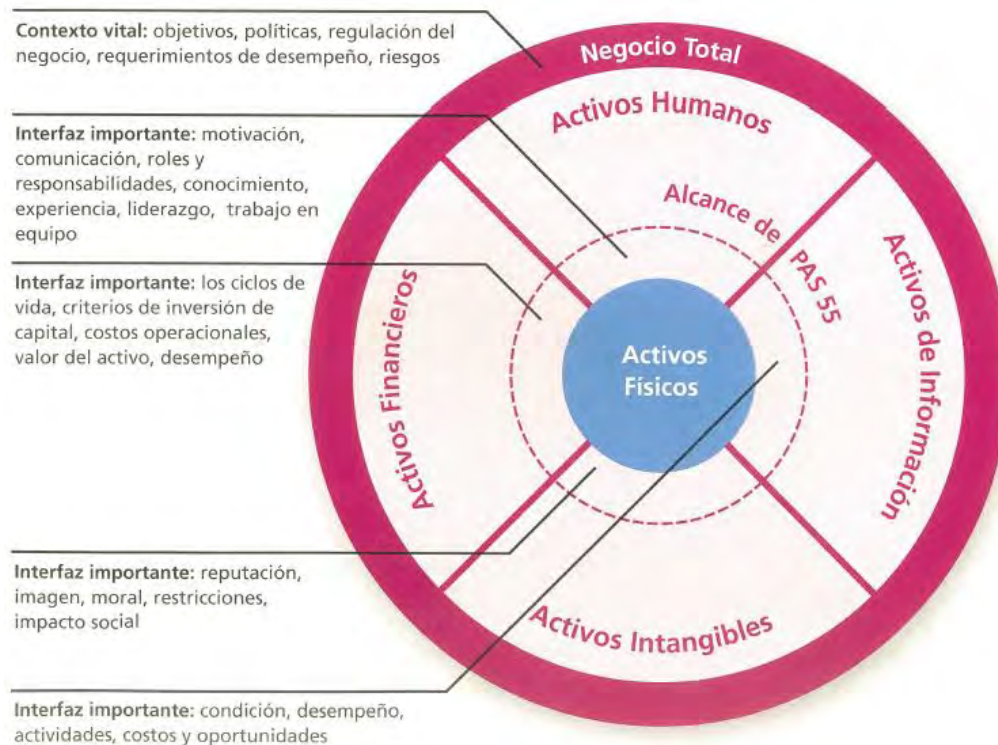 Contexto vital: objetivos, políticas, regulación del
negocio, requerimientos de desempeño, riesgos
Interfaz importante: motivación,
comunicación, roles y
responsabilidades, conocimiento,
experiencia, liderazgo, trabajo en
equipo
Interfaz importante: los ciclos de
vida, criterios de inversión de
capital, costos operacionales,
valor del activo, desempeño
Interfaz importante: reputación,
imagen, moral, restricciones,
impacto social
Interfaz importante: condición, desempeño,
actividades, costos y oportunidades
Negocio Total
Activos Humanos
Alcance de PAS 55
Activos Financieros
Activos
Físicos
Activos de Información
Activos Intangibles